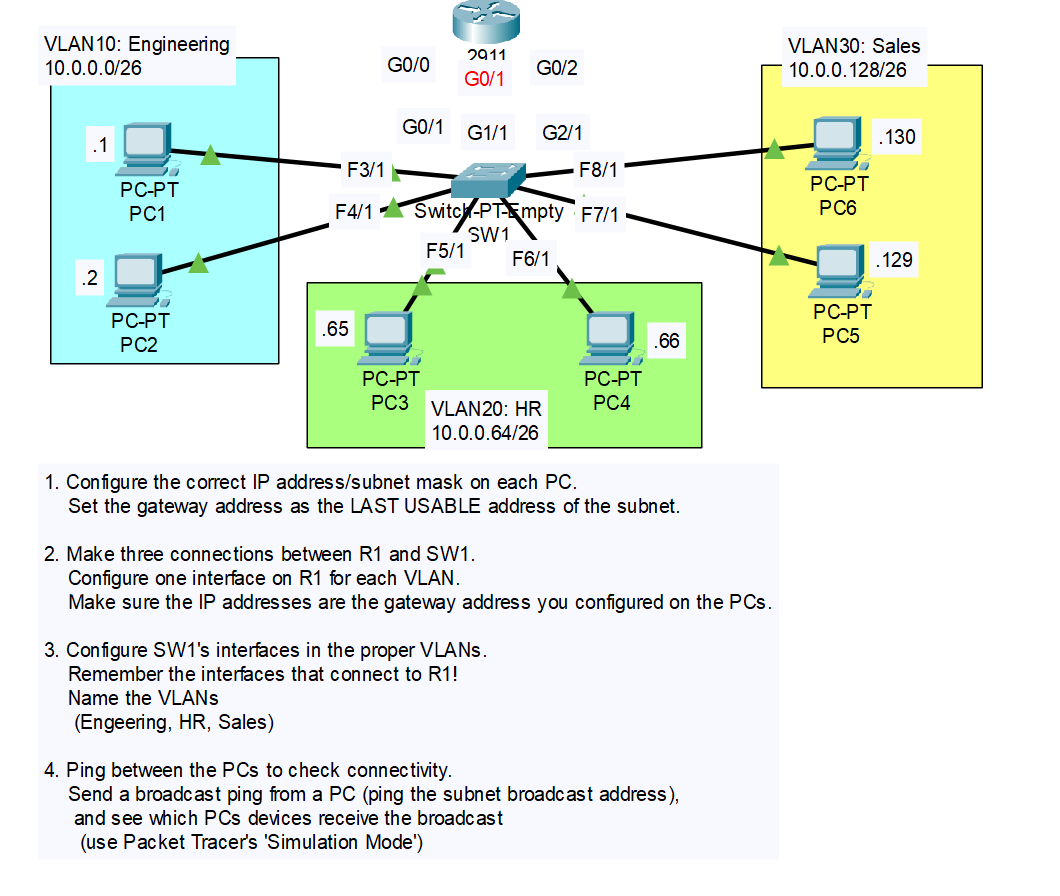 VLAN10: Engineering
10.0.0.0/26
2911
G0/0
G0/1
G0/2
VLAN30: Sales
10.0.0.128/26
G0/1
G1/1
G2/1
.1
PC-PT
PC1
F3/1
F8/1
.130
PC-PT
PC6
F4/1
Switch-PT-Empty
SW1
F7/1
F5/1
F6/1
.2
PC-PT
PC2
.129
PC-PT
PC5
.65
PC-PT
PC3
.66
PC-PT
PC4
VLAN20: HR
10.0.0.64/26
1. Configure the correct IP address/subnet mask on each PC.
Set the gateway address as the LAST USABLE address of the subnet.
2. Make three connections between R1 and SW1.
Configure one interface on R1 for each VLAN.
Make sure the IP addresses are the gateway address you configured on the PCs.
3. Configure SW1's interfaces in the proper VLANs.
Remember the interfaces that connect to R1!
Name the VLANs
(Engeering, HR, Sales)
4. Ping between the PCs to check connectivity.
Send a broadcast ping from a PC (ping the subnet broadcast address),
and see which PCs devices receive the broadcast
(use Packet Tracer's 'Simulation Mode')